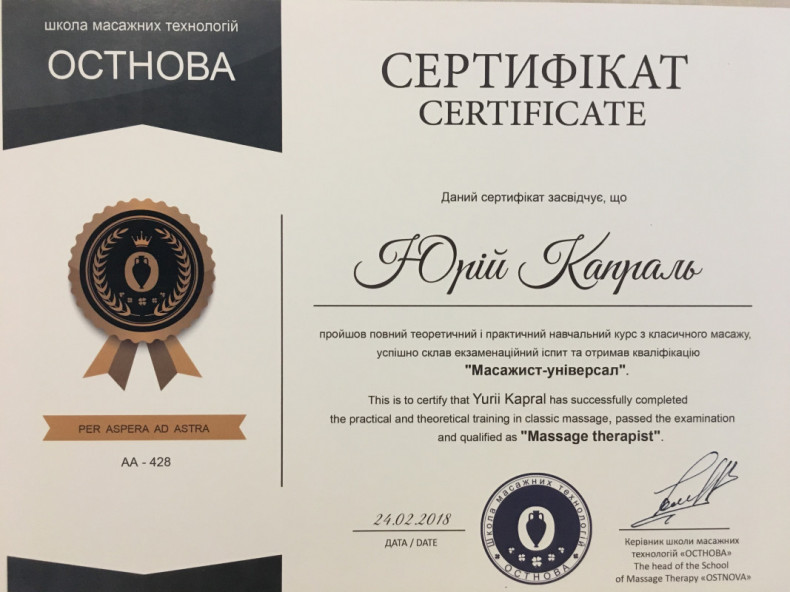 школа масажних технологій
ОСТНОВА
СЕРТИФІКАТ
CERTIFICATE
Даний сертифікат засвідчує, що
Юрій Капраль
пройшов повний теоретичний і практичний навчальний курс з класичного масажу,
успішно склав екзаменаційний іспит та отримав кваліфікацію
"Масажист-універсал".
This is to certify that Yurii Kapral has successfully completed
the practical and theoretical training in classic massage, passed the examination
and qualified as "Massage therapist".
PER ASPERA AD ASTRA
AA - 428
24.02.2018
ДАТА / DATE
Школа масажних технологій
ОСТНОВА
Керівник школи масажних
технологій «ОСТНОВА»
The head of the School
of Massage Therapy «OSTNOVA»